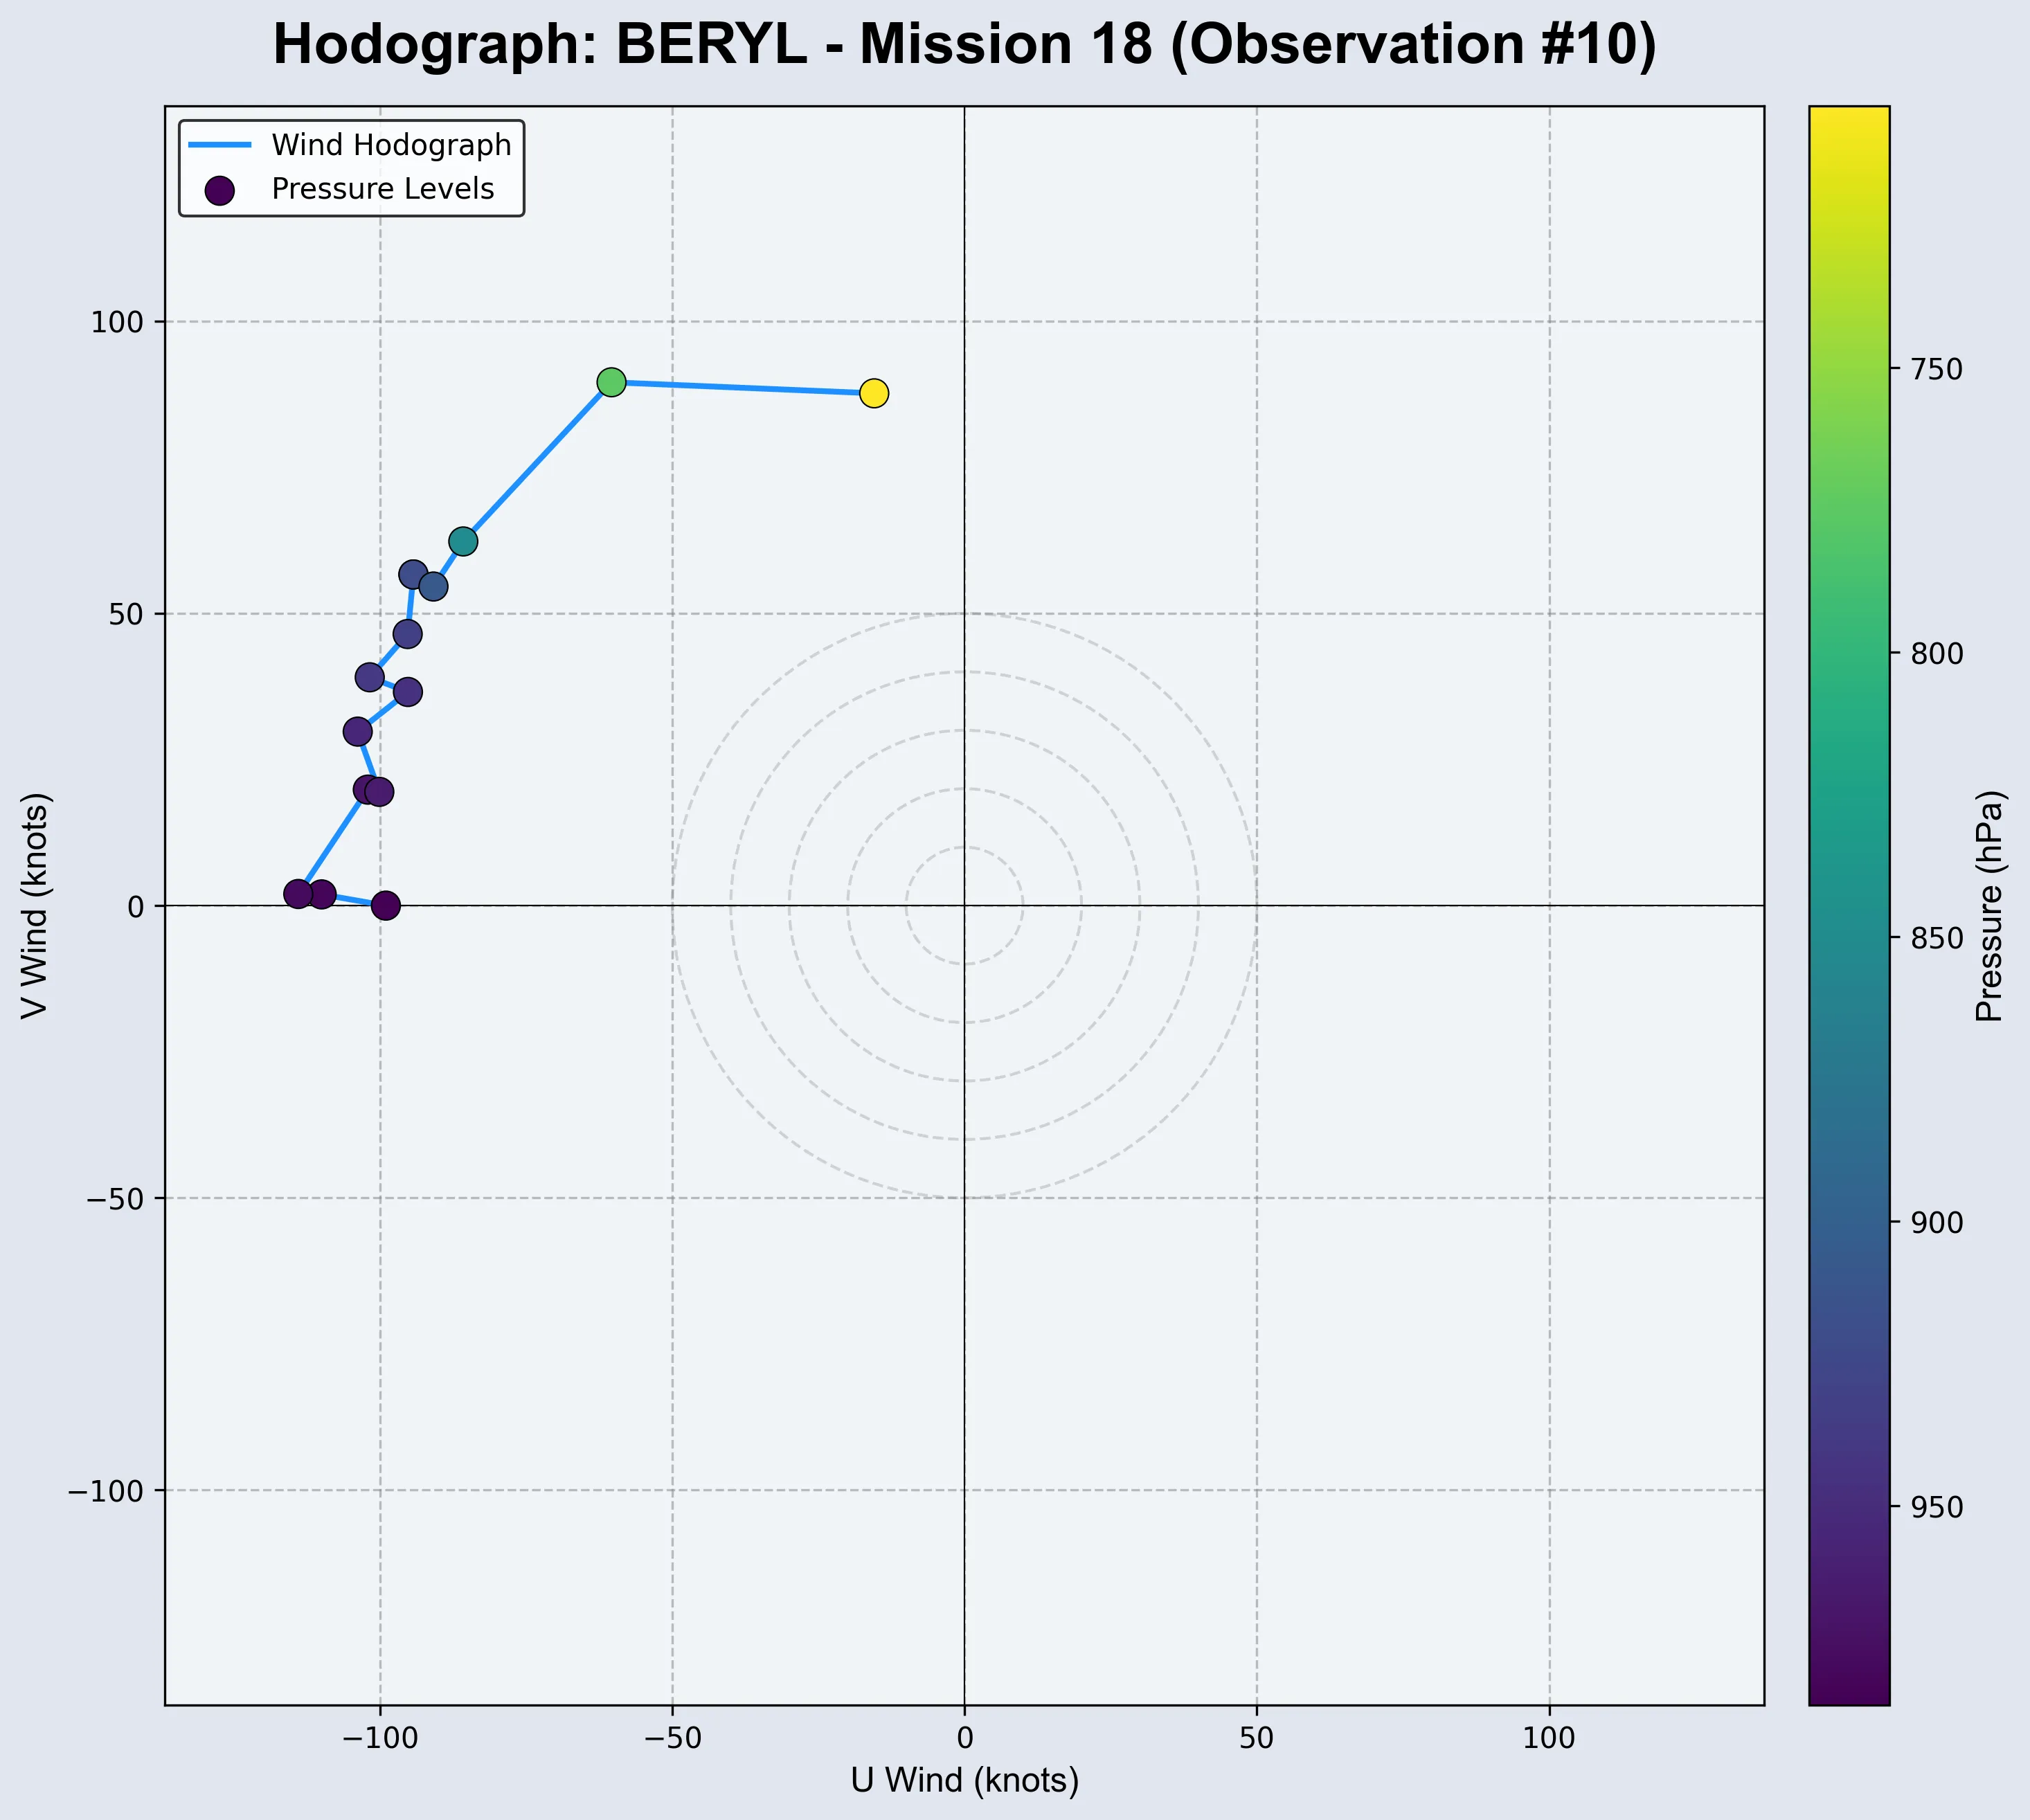 Hodograph: BERYL - Mission 18 (Observation #10)
Wind Hodograph
Pressure Levels
100
50
0
−50
−100
V Wind (knots)
−100
−50
0
50
100
U Wind (knots)
750
800
850
900
950
Pressure (hPa)